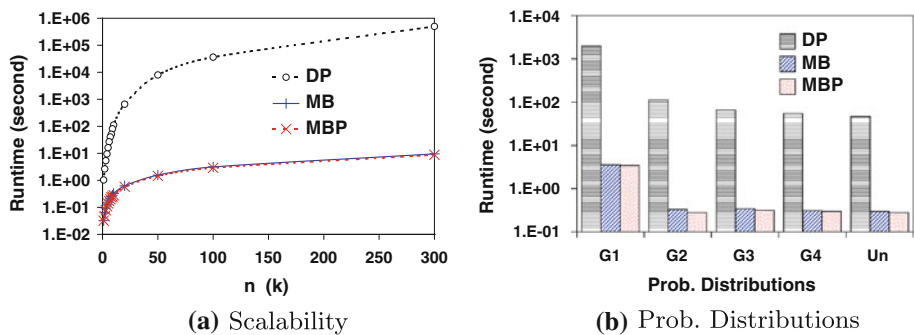 1.E+06
1.E+05
1.E+04
1.E+03
1.E+02
1.E+01
1.E+00
1.E-01
1.E-02
Runtime (second)
DP
MB
MBP
0 50 100 150 200 250 300
n (k)
(a) Scalability
1.E+04
1.E+03
1.E+02
1.E+01
1.E+00
1.E-01
Runtime (second)
DP
MB
MBP
G1 G2 G3 G4 Un
Prob. Distributions
(b) Prob. Distributions